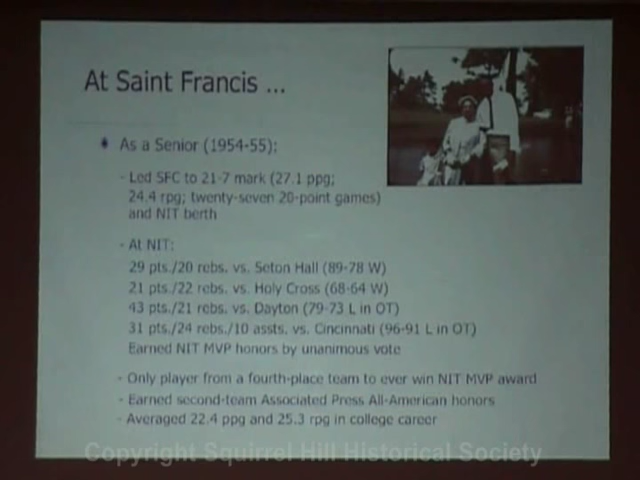 At Saint Francis ...
As a Senior (1954-55):
- Led SFC to 21-7 mark (27.1 ppg;
24.4 rpg; twenty-seven 20-point games)
and NIT berth
- At NIT:
29 pts./20 rebs. vs. Seton Hall (89-78 W)
21 pts./22 rebs. vs. Holy Cross (68-64 W)
43 pts./21 rebs. vs. Dayton (79-73 L in OT)
31 pts./24 rebs./10 assts. vs. Cincinnati (96-91 L in OT)
Earned NIT MVP honors by unanimous vote
- Only player from a fourth-place team to ever win NIT MVP award
- Earned second-team Associated Press All-American honors
- Averaged 22.4 ppg and 25.3 rpg in college career
Copyright Squirrel Hill Historical Society